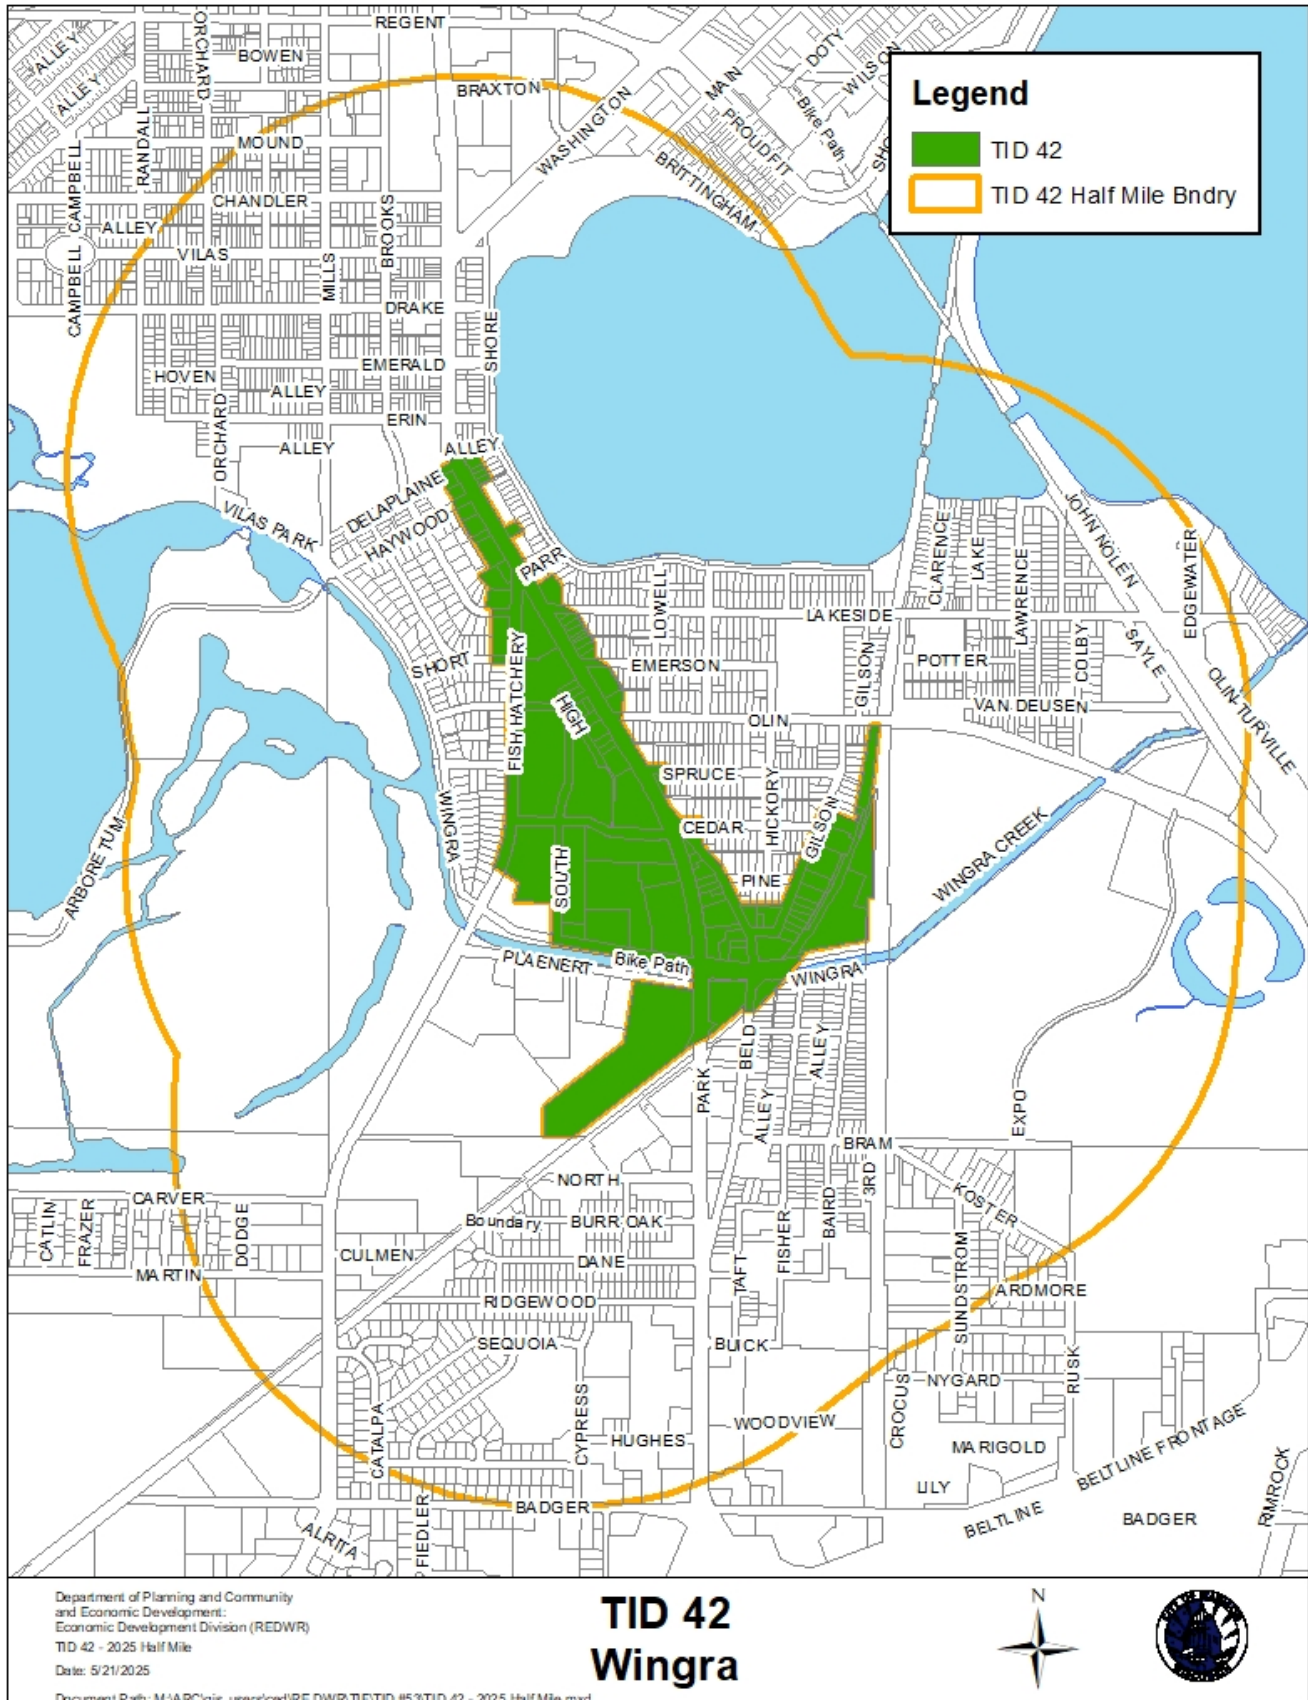 REGENT
ORCHARD
BOWEN
ALLEY
ALLEY
DOTY
WILSON
MAIN
BRAXTON
WASHINGTON
Bike Path
PROUDFIT
BRITTINGHAM
Legend
TID 42
TID 42 Half Mile Bndry
RANDALL
CAMPBELL
MOUND
CHANDLER
ALLEY
VILAS
BROOKS
MILLS
CAMPBELL
DRAKE
SHORE
EMERALD
HOVEN
ALLEY
ORCHARD
ERIN
ALLEY
ALLEY
DELAPLAINE
HAYWOOD
VILAS PARK
PARR
LOWELL
CLARENCE
LAKE
LAWRENCE
JOHN NOLEN
EDGEWATER
LAKESIDE
COLBY
SAYLE
SHORT
FISH HATCHERY
EMERSON
GILSON
POTTER
HIGH
OLIN
VAN DEUSEN
OLIN-TURVILLE
SPRUCE
HICKORY
WINGRA
CEDAR
GILSON
ARBORETUM
SOUTH
PINE
WINGRA CREEK
PLAENERT
Bike Path
WINGRA
BELD
ALLEY
PARK
ALLEY
EXPO
BRAM
NORTH
3RD
KOSTER
CARVER
CATLIN
FRAZER
DODGE
Boundary
BURR OAK
FISHER
BAIRD
CULMEN
DANE
TAFT
SUNDSTROM
MARTIN
RIDGEWOOD
ARDMORE
SEQUOIA
BUICK
CROCUS
NYGARD
RUSK
CATALPA
CYPRESS
WOODVIEW
HUGHES
MARIGOLD
BELTLINE FRONTAGE
LILY
RIMROCK
BADGER
FIEDLER
ALRITA
BELTLINE
BADGER
Department of Planning and Community
and Economic Development:
Economic Development Division (REDWR)
TID 42 - 2025 Half Mile
Date: 5/21/2025
TID 42
Wingra
N